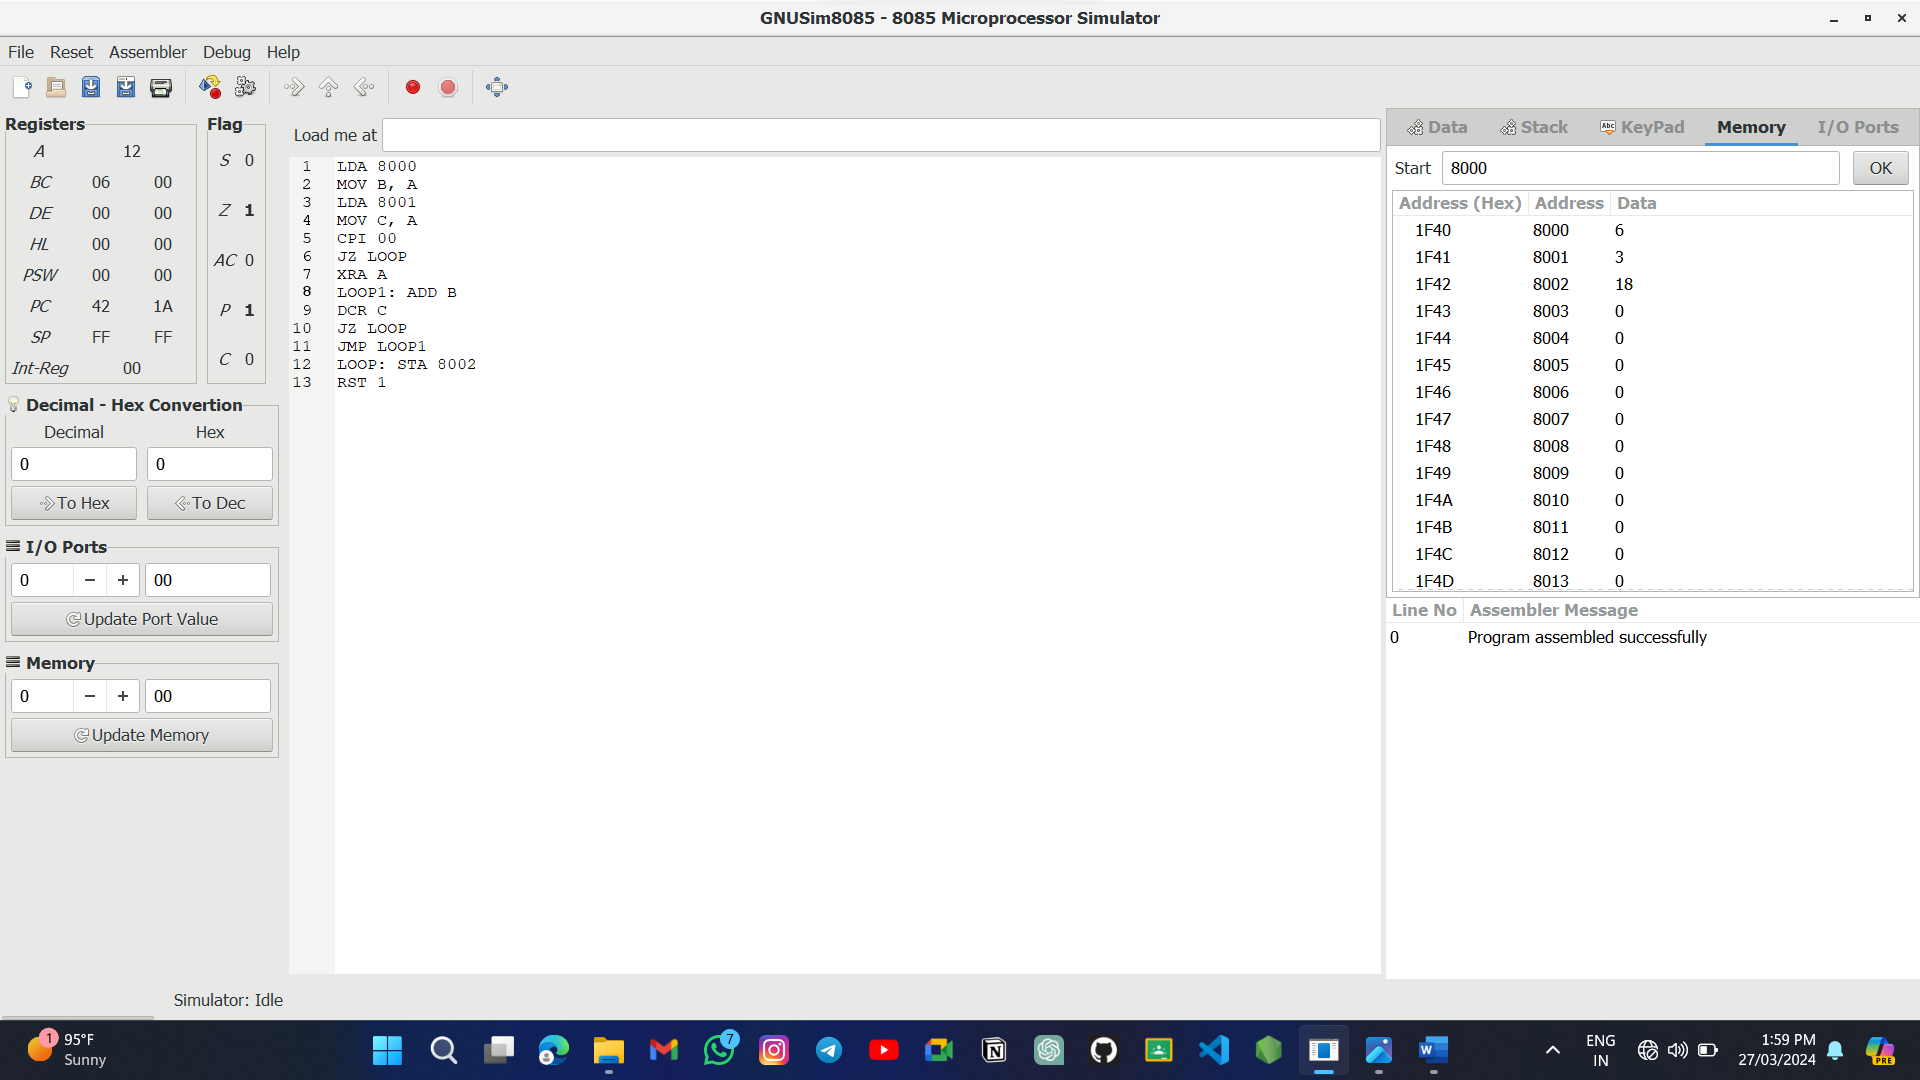 GNUSim8085 - 8085 Microprocessor Simulator
File Reset Assembler Debug Help
Registers
A 12
BC 06 00
DE 00 00
HL 00 00
PSW 00 00
PC 42 1A
SP FF FF
Int-Reg 00
Flag
S 0
Z 1
AC 0
P 1
C 0
Decimal - Hex Convertion
Decimal Hex
0 0
To Hex To Dec
I/O Ports
0 − + 00
Update Port Value
Memory
0 − + 00
Update Memory
Load me at
1 LDA 8000
2 MOV B, A
3 LDA 8001
4 MOV C, A
5 CPI 00
6 JZ LOOP
7 XRA A
8 LOOP1: ADD B
9 DCR C
10 JZ LOOP
11 JMP LOOP1
12 LOOP: STA 8002
13 RST 1
Data Stack Abc KeyPad Memory I/O Ports
Start 8000 OK
Address (Hex) Address Data
1F40 8000 6
1F41 8001 3
1F42 8002 18
1F43 8003 0
1F44 8004 0
1F45 8005 0
1F46 8006 0
1F47 8007 0
1F48 8008 0
1F49 8009 0
1F4A 8010 0
1F4B 8011 0
1F4C 8012 0
1F4D 8013 0
Line No Assembler Message
0 Program assembled successfully
Simulator: Idle
1 95°F
Sunny
7
ENG
IN
1:59 PM
27/03/2024
PRE